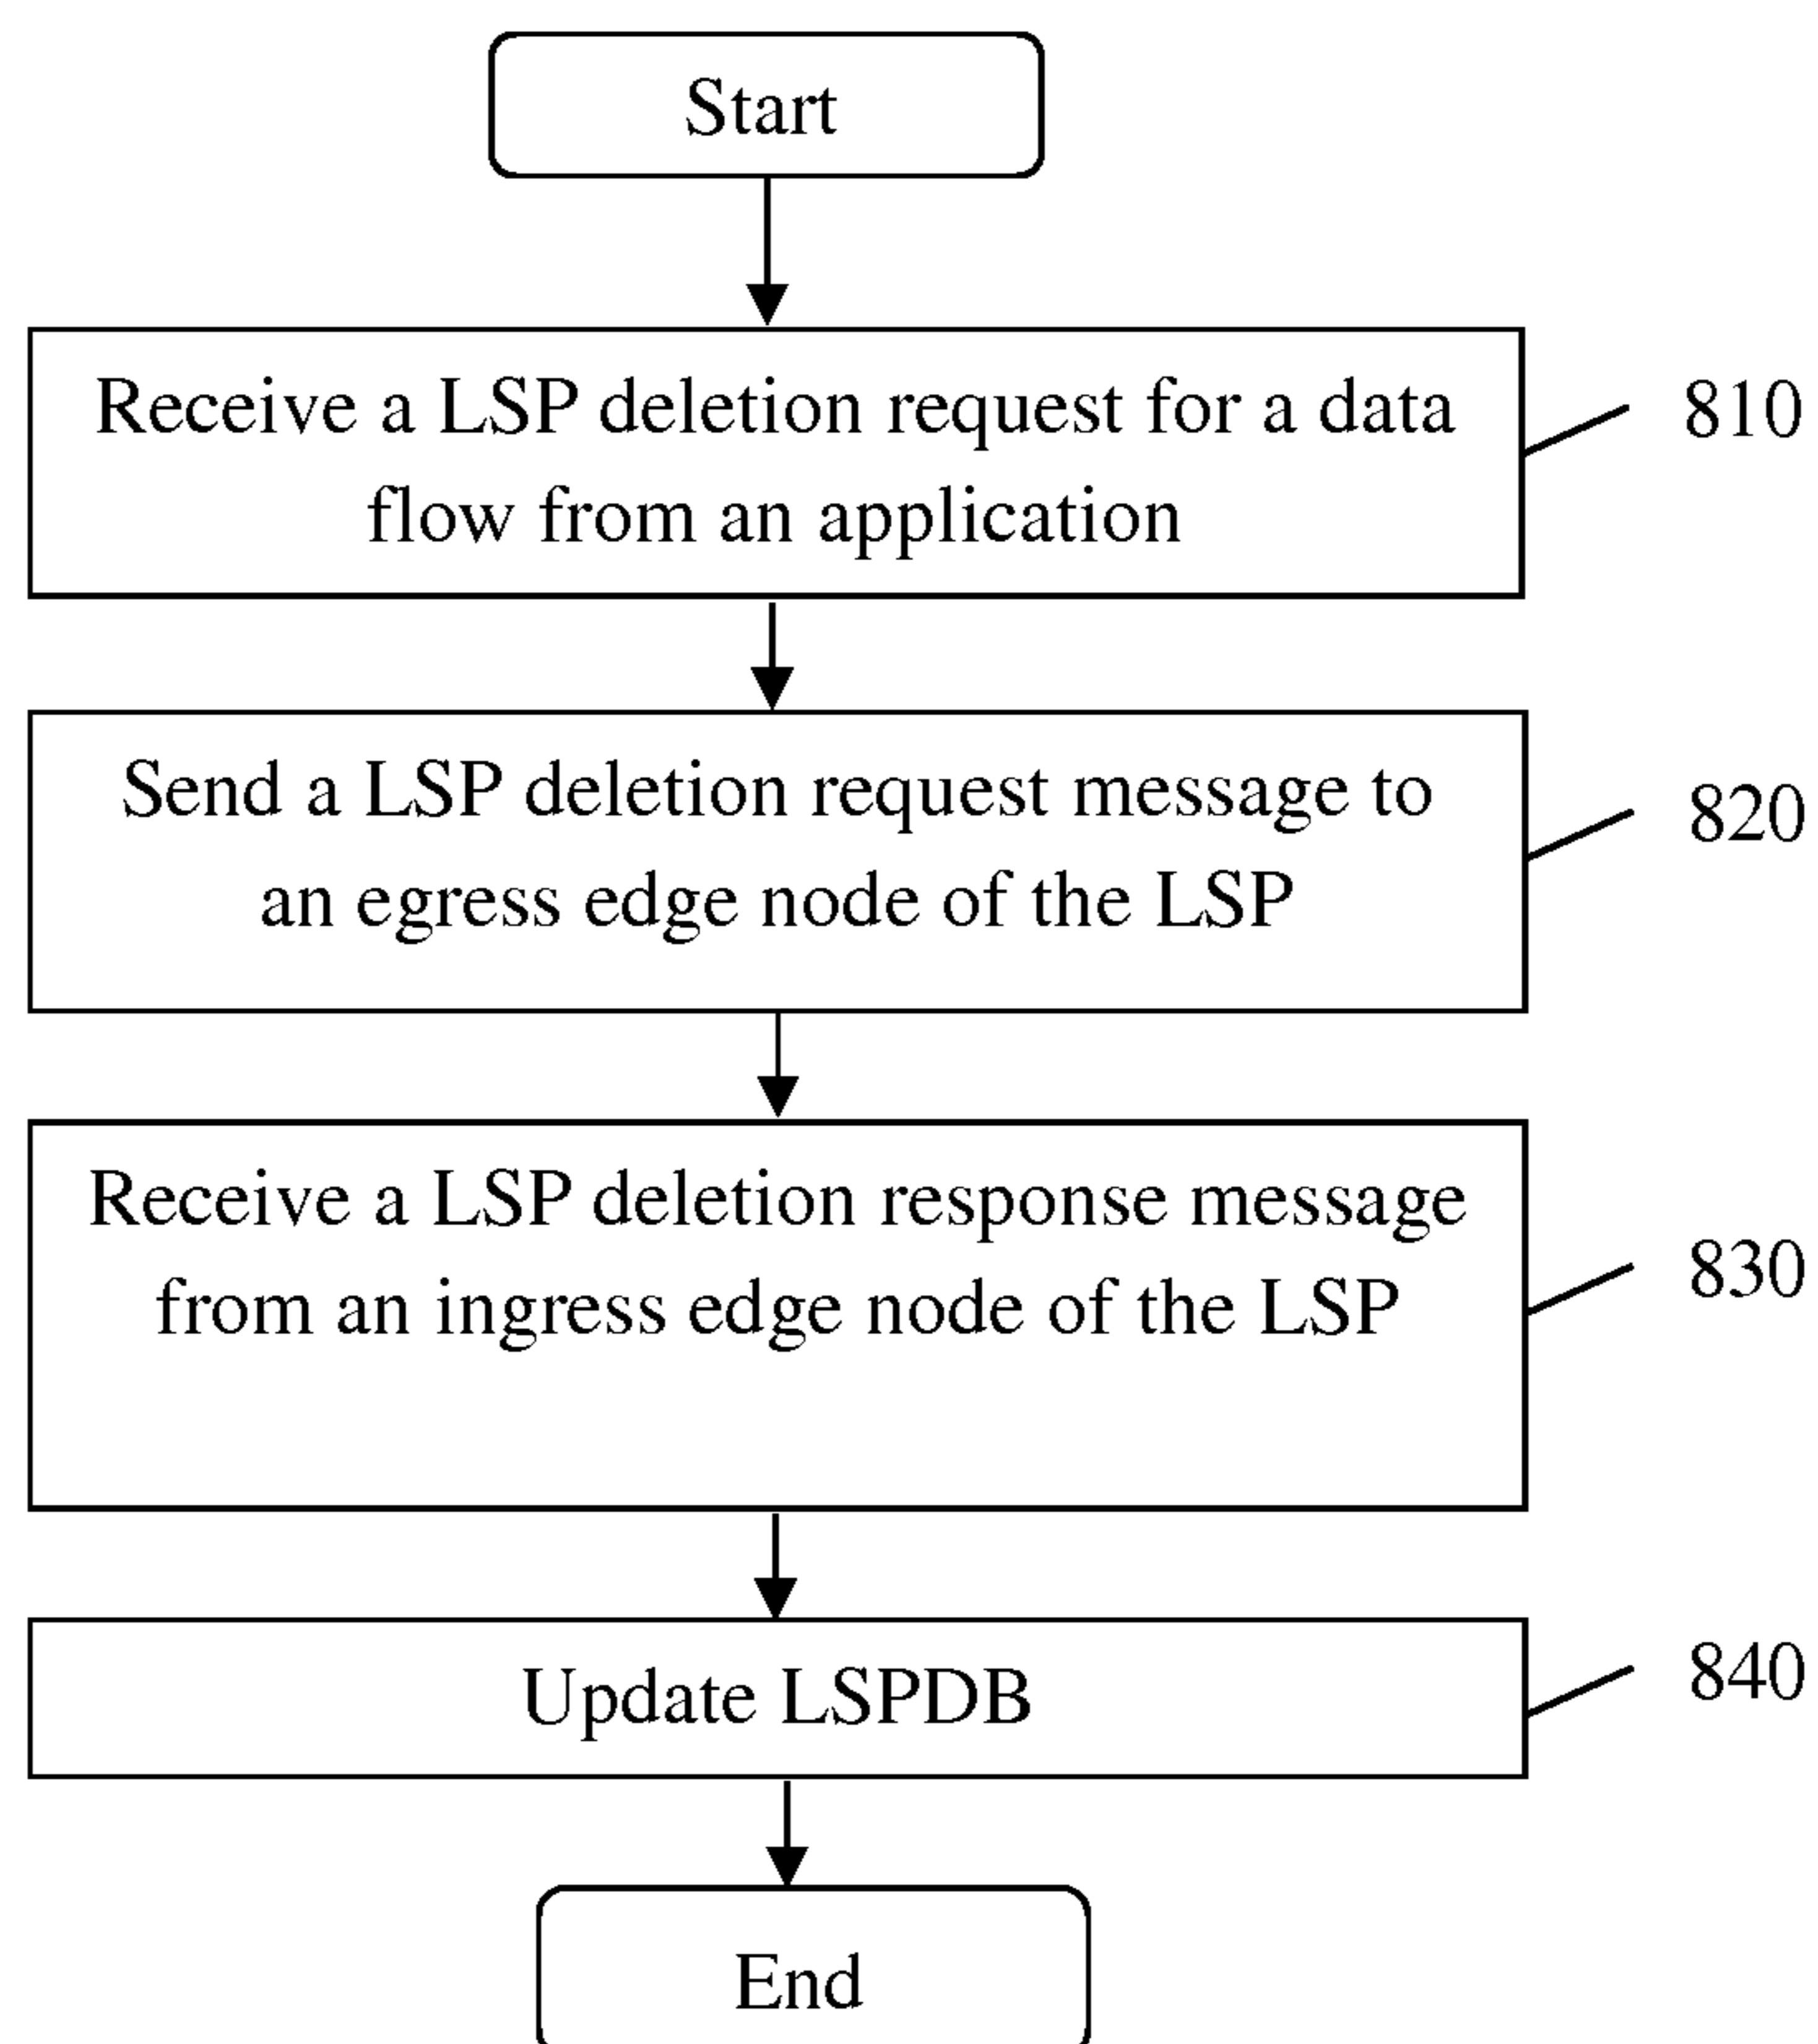 Start
Receive a LSP deletion request for a data
flow from an application
810
Send a LSP deletion request message to
an egress edge node of the LSP
820
Receive a LSP deletion response message
from an ingress edge node of the LSP
830
Update LSPDB
840
End